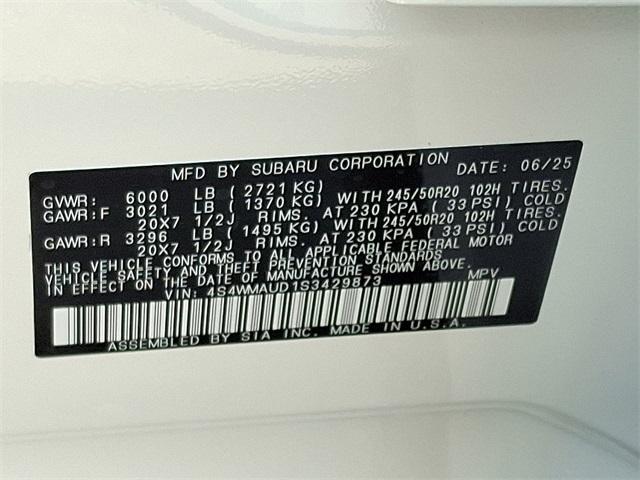 MFD BY SUBARU CORPORATION DATE: 06/25
GVWR: 6000 LB ( 2721 KG)
GAWR:F 3021 LB ( 1370 KG) WITH 245/50R20 102H TIRES.
20X7 1/2J RIMS. AT 230 KPA ( 33 PSI) COLD
GAWR:R 3296 LB ( 1495 KG) WITH 245/50R20 102H TIRES.
20X7 1/2J RIMS. AT 230 KPA ( 33 PSI) COLD
THIS VEHICLE CONFORMS TO ALL APPLICABLE FEDERAL MOTOR
VEHICLE SAFETY AND THEFT PREVENTION STANDARDS
IN EFFECT ON THE DATE OF MANUFACTURE SHOWN ABOVE.
VIN: 4S4WMAUD1S3429873 MPV
ASSEMBLED BY SIA INC. MADE IN U.S.A.